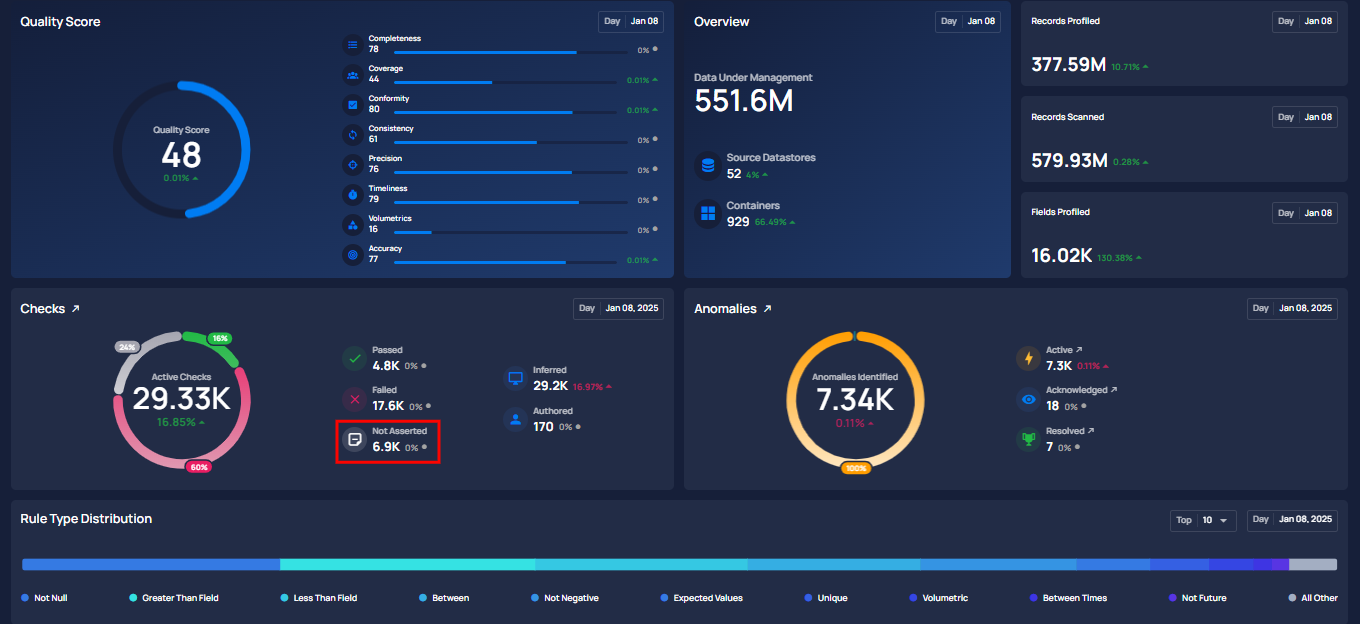 Quality Score
Day Jan 08
Quality Score
48
0.01%
Completeness
78
0%
Coverage
44
0.01%
Conformity
80
0.01%
Consistency
61
0%
Precision
76
0%
Timeliness
79
0%
Volumetrics
16
0%
Accuracy
77
0.01%
Overview
Day Jan 08
Data Under Management
551.6M
Source Datastores
52 4%
Containers
929 66.49%
Records Profiled
Day Jan 08
377.59M 10.71%
Records Scanned
Day Jan 08
579.93M 0.28%
Fields Profiled
Day Jan 08
16.02K 130.38%
Checks
Day Jan 08, 2025
24%
16%
Active Checks
29.33K
16.85%
60%
Passed
4.8K 0%
Failed
17.6K 0%
Not Asserted
6.9K 0%
Inferred
29.2K 16.97%
Authored
170 0%
Anomalies
Day Jan 08, 2025
Anomalies Identified
7.34K
0.11%
100%
Active
7.3K 0.11%
Acknowledged
18 0%
Resolved
7 0%
Rule Type Distribution
Top 10
Day Jan 08, 2025
Not Null Greater Than Field Less Than Field Between Not Negative Expected Values Unique Volumetric Between Times Not Future All Other